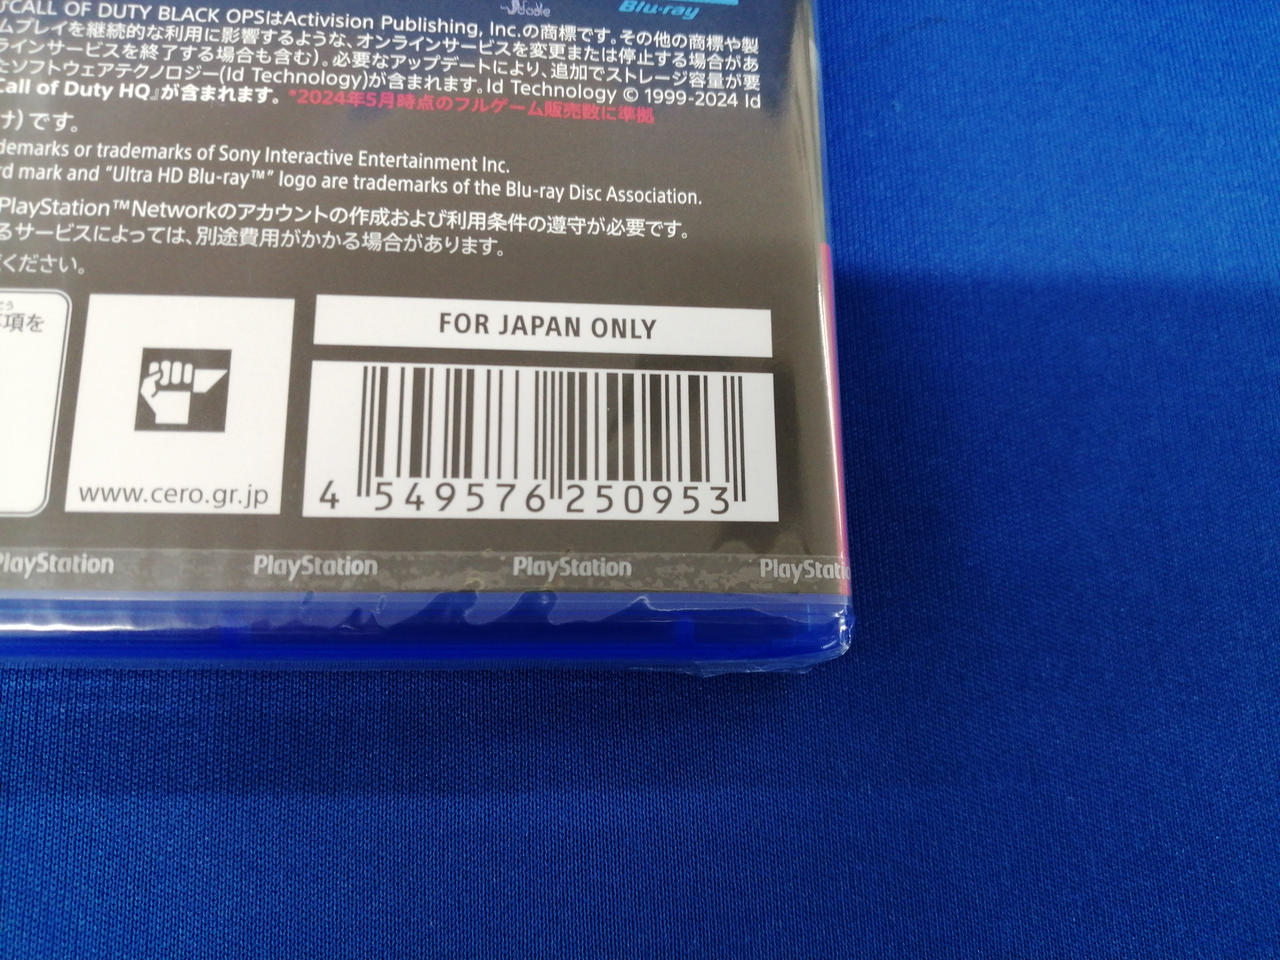 CALL OF DUTY BLACK OPSはActivision Publishing, Inc.の商標です。その他の商標や製
ムプレイを継続的な利用に影響するような、オンラインサービスを変更または停止する場合があ
ラインサービスを終了する場合も含む)。必要なアップデートにより、追加でストレージ容量が要
たソフトウェアテクノロジー(Id Technology)が含まれます。Id Technology © 1999-2024 Id
Call of Duty HQ』が含まれます。 *2024年5月時点のフルゲーム販売数に準拠
け)です。
demarks or trademarks of Sony Interactive Entertainment Inc.
rd mark and “Ultra HD Blu-ray™” logo are trademarks of the Blu-ray Disc Association.
PlayStation™Networkのアカウントの作成および利用条件の遵守が必要です。
るサービスによっては、別途費用がかかる場合があります。
ください。
Blu-ray
項を
www.cero.gr.jp
FOR JAPAN ONLY
4 549576 250953
PlayStation PlayStation PlayStation PlayStati